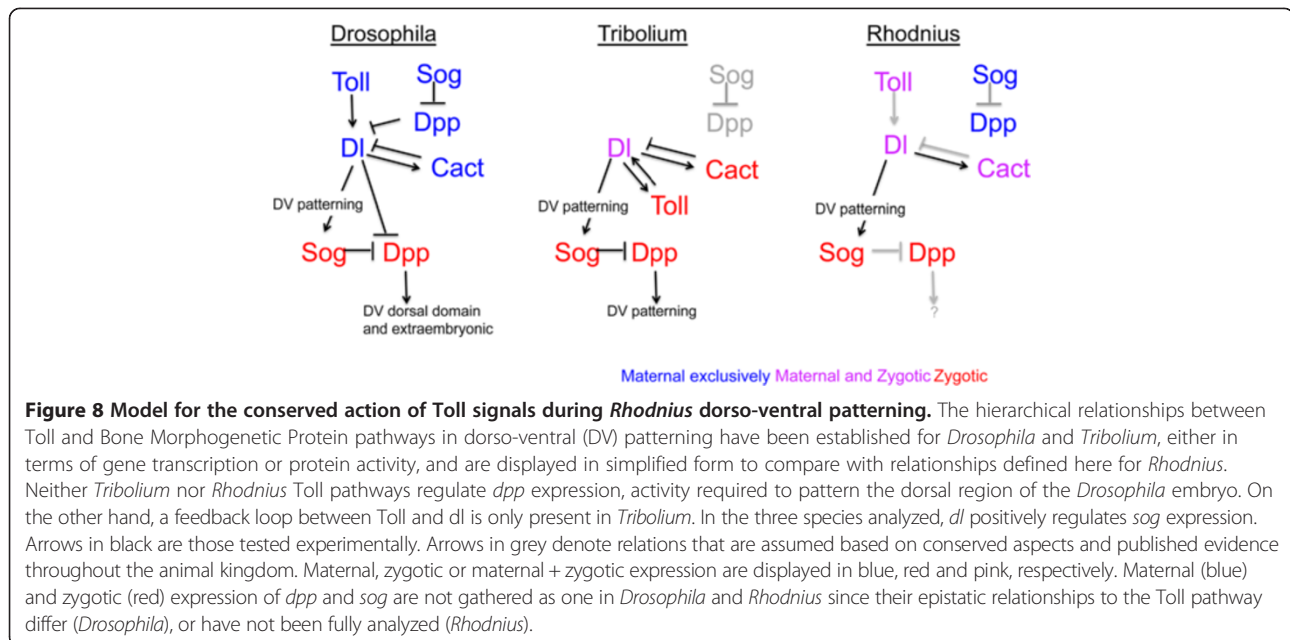 Drosophila
Tribolium
Rhodnius
Toll
Sog
Dpp
Dl
Cact
DV patterning
Sog
Dpp
DV dorsal domain
and extraembryonic
Sog
Dpp
Dl
Cact
Toll
DV patterning
Sog
Dpp
DV patterning
Toll
Sog
Dpp
Dl
Cact
DV patterning
Sog
Dpp
?
Maternal exclusively Maternal and Zygotic Zygotic
Figure 8 Model for the conserved action of Toll signals during Rhodnius dorso-ventral patterning. The hierarchical relationships between
Toll and Bone Morphogenetic Protein pathways in dorso-ventral (DV) patterning have been established for Drosophila and Tribolium, either in
terms of gene transcription or protein activity, and are displayed in simplified form to compare with relationships defined here for Rhodnius.
Neither Tribolium nor Rhodnius Toll pathways regulate dpp expression, activity required to pattern the dorsal region of the Drosophila embryo. On
the other hand, a feedback loop between Toll and dl is only present in Tribolium. In the three species analyzed, dl positively regulates sog expression.
Arrows in black are those tested experimentally. Arrows in grey denote relations that are assumed based on conserved aspects and published evidence
throughout the animal kingdom. Maternal, zygotic or maternal + zygotic expression are displayed in blue, red and pink, respectively. Maternal (blue)
and zygotic (red) expression of dpp and sog are not gathered as one in Drosophila and Rhodnius since their epistatic relationships to the Toll pathway
differ (Drosophila), or have not been fully analyzed (Rhodnius).